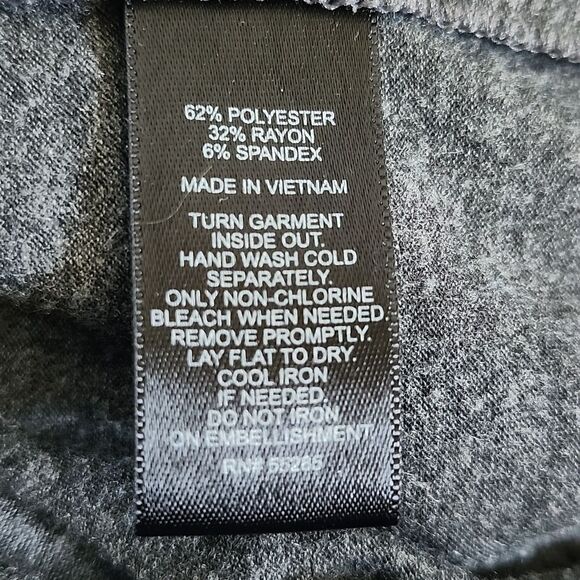 62% POLYESTER
32% RAYON
6% SPANDEX
MADE IN VIETNAM
TURN GARMENT
INSIDE OUT.
HAND WASH COLD
SEPARATELY.
ONLY NON-CHLORINE
BLEACH WHEN NEEDED.
REMOVE PROMPTLY.
LAY FLAT TO DRY.
COOL IRON
IF NEEDED.
DO NOT IRON
ON EMBELLISHMENT
RN# 55285